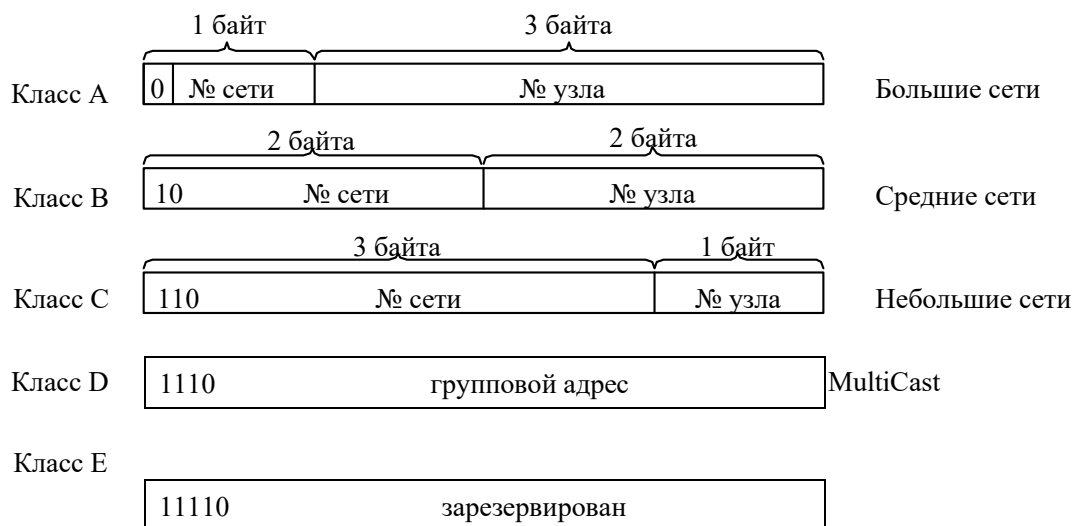 1 байт 3 байта
Класс A 0 № сети № узла Большие сети
2 байта 2 байта
Класс B 10 № сети № узла Средние сети
3 байта 1 байт
Класс C 110 № сети № узла Небольшие сети
Класс D 1110 групповой адрес MultiCast
Класс E
11110 зарезервирован